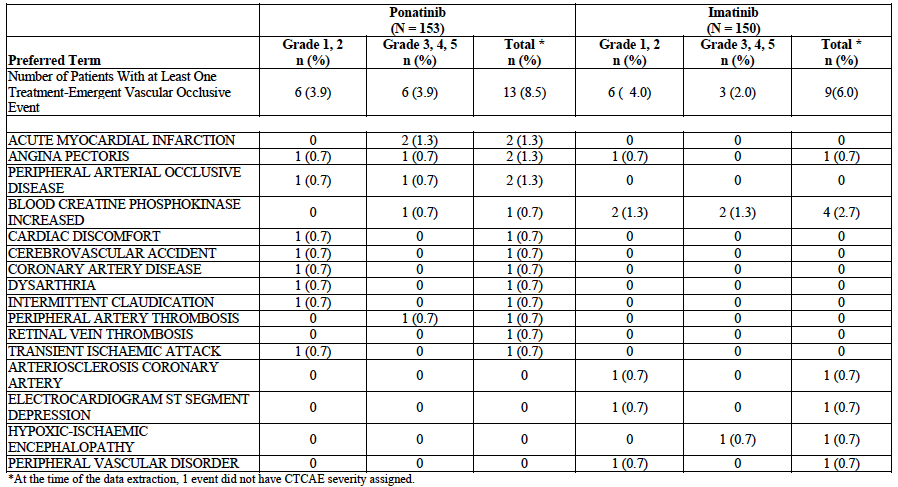 Ponatinib Imatinib
(N = 153) (N = 150)
Grade 1, 2 Grade 3, 4, 5 Total * Grade 1, 2 Grade 3, 4, 5 Total *
Preferred Term n (%) n (%) n (%) n (%) n (%) n (%)
Number of Patients With at Least One
Treatment-Emergent Vascular Occlusive 6 (3.9) 6 (3.9) 13 (8.5) 6 ( 4.0) 3 (2.0) 9(6.0)
Event
ACUTE MYOCARDIAL INFARCTION 0 2 (1.3) 2 (1.3) 0 0 0
ANGINA PECTORIS 1 (0.7) 1 (0.7) 2 (1.3) 1 (0.7) 0 1 (0.7)
PERIPHERAL ARTERIAL OCCLUSIVE
DISEASE 1 (0.7) 1 (0.7) 2 (1.3) 0 0 0
BLOOD CREATINE PHOSPHOKINASE
INCREASED 0 1 (0.7) 1 (0.7) 2 (1.3) 2 (1.3) 4 (2.7)
CARDIAC DISCOMFORT 1 (0.7) 0 1 (0.7) 0 0 0
CEREBROVASCULAR ACCIDENT 1 (0.7) 0 1 (0.7) 0 0 0
CORONARY ARTERY DISEASE 1 (0.7) 0 1 (0.7) 0 0 0
DYSARTHRIA 1 (0.7) 0 1 (0.7) 0 0 0
INTERMITTENT CLAUDICATION 1 (0.7) 0 1 (0.7) 0 0 0
PERIPHERAL ARTERY THROMBOSIS 0 1 (0.7) 1 (0.7) 0 0 0
RETINAL VEIN THROMBOSIS 0 0 1 (0.7) 0 0 0
TRANSIENT ISCHAEMIC ATTACK 1 (0.7) 0 1 (0.7) 0 0 0
ARTERIOSCLEROSIS CORONARY
ARTERY 0 0 0 1 (0.7) 0 1 (0.7)
ELECTROCARDIOGRAM ST SEGMENT
DEPRESSION 0 0 0 1 (0.7) 0 1 (0.7)
HYPOXIC-ISCHAEMIC
ENCEPHALOPATHY 0 0 0 0 1 (0.7) 1 (0.7)
PERIPHERAL VASCULAR DISORDER 0 0 0 1 (0.7) 0 1 (0.7)
*At the time of the data extraction, 1 event did not have CTCAE severity assigned.